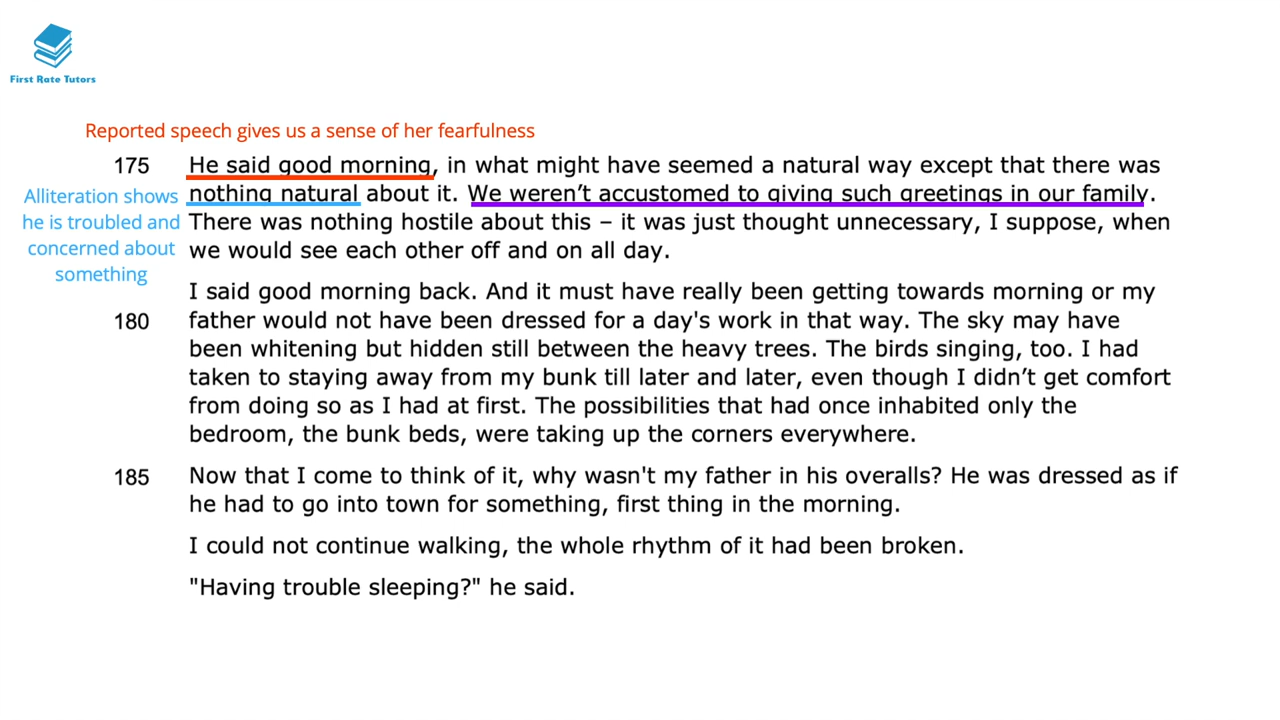 First Rate Tutors
Reported speech gives us a sense of her fearfulness
175 He said good morning, in what might have seemed a natural way except that there was
Alliteration shows nothing natural about it. We weren’t accustomed to giving such greetings in our family.
he is troubled and There was nothing hostile about this – it was just thought unnecessary, I suppose, when
concerned about we would see each other off and on all day.
something
I said good morning back. And it must have really been getting towards morning or my
180 father would not have been dressed for a day's work in that way. The sky may have
been whitening but hidden still between the heavy trees. The birds singing, too. I had
taken to staying away from my bunk till later and later, even though I didn’t get comfort
from doing so as I had at first. The possibilities that had once inhabited only the
bedroom, the bunk beds, were taking up the corners everywhere.
185 Now that I come to think of it, why wasn't my father in his overalls? He was dressed as if
he had to go into town for something, first thing in the morning.
I could not continue walking, the whole rhythm of it had been broken.
"Having trouble sleeping?" he said.